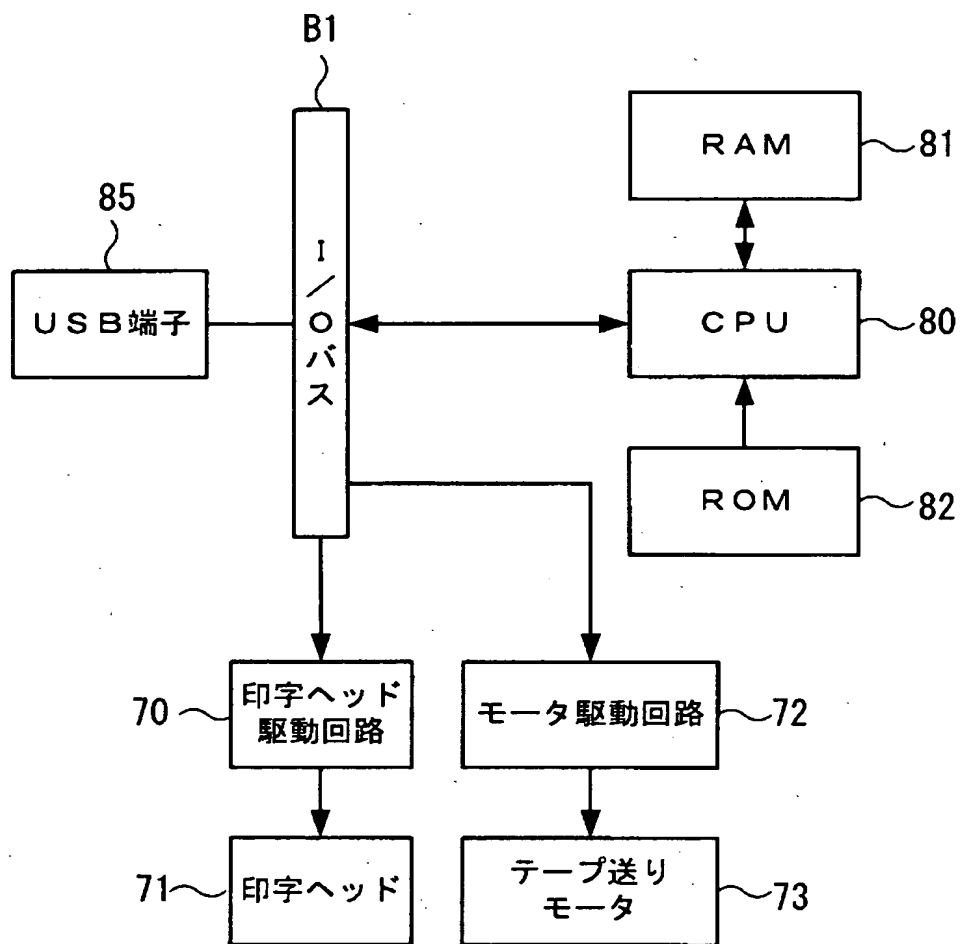 B1
RAM
81
85
USB端子
I/Oバス
CPU
80
ROM
82
70
印字ヘッド
駆動回路
モータ駆動回路
72
71
印字ヘッド
テープ送り
モータ
73